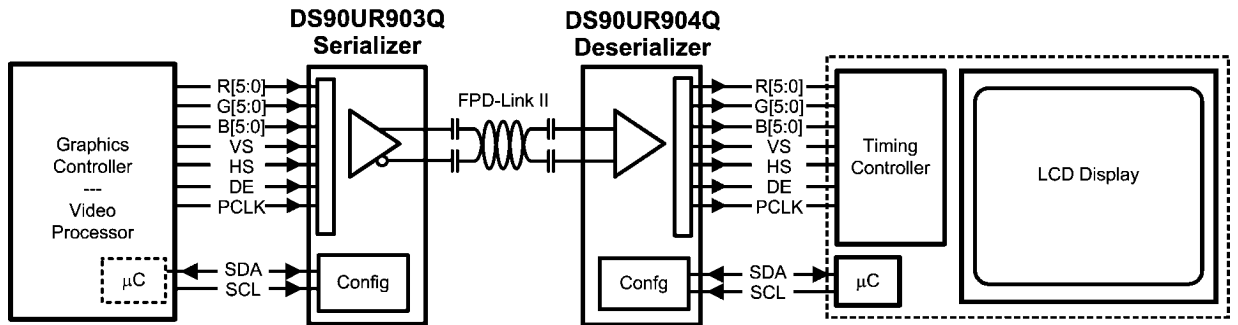 DS90UR903Q
Serializer
DS90UR904Q
Deserializer
Graphics
Controller
---
Video
Processor
µC
R[5:0]
G[5:0]
B[5:0]
VS
HS
DE
PCLK
SDA
SCL
Config
FPD-Link II
Confg
R[5:0]
G[5:0]
B[5:0]
VS
HS
DE
PCLK
SDA
SCL
Timing
Controller
µC
LCD Display